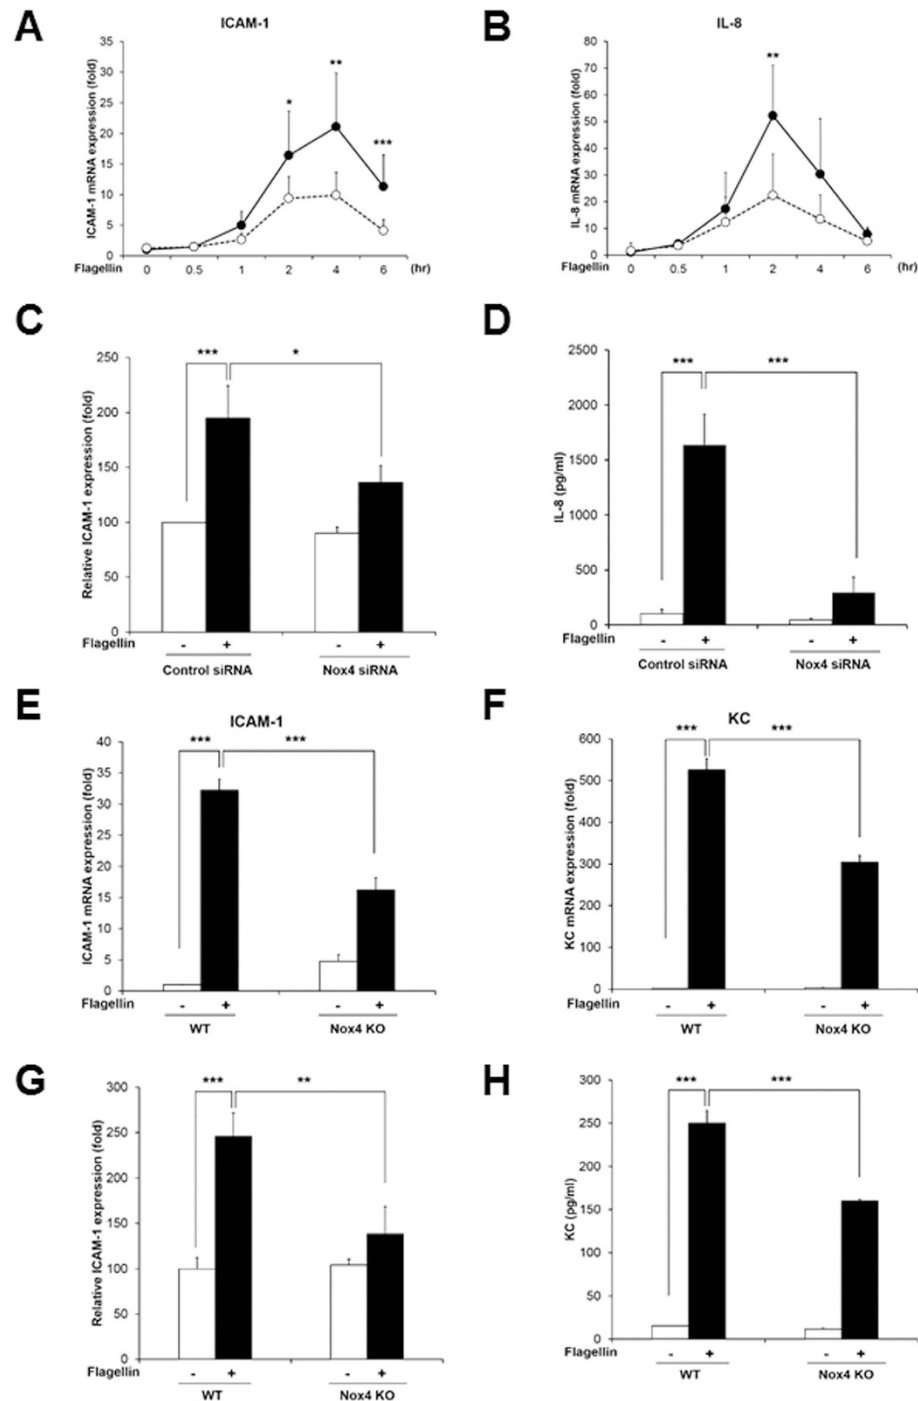 A
ICAM-1
ICAM-1 mRNA expression (fold)
35
30
25
20
15
10
5
0
*
**
***
Flagellin 0 0.5 1 2 4 6 (hr)
B
IL-8
IL-8 mRNA expression (fold)
80
70
60
50
40
30
20
10
0
**
Flagellin 0 0.5 1 2 4 6 (hr)
C
Relative ICAM-1 expression (fold)
250
200
150
100
50
0
*** *
Flagellin - + - +
Control siRNA Nox4 siRNA
D
IL-8 (pg/ml)
2500
2000
1500
1000
500
0
*** ***
Flagellin - + - +
Control siRNA Nox4 siRNA
E
ICAM-1
ICAM-1 mRNA expression (fold)
40
35
30
25
20
15
10
5
0
*** ***
Flagellin - + - +
WT Nox4 KO
F
KC
KC mRNA expression (fold)
600
500
400
300
200
100
0
*** ***
Flagellin - + - +
WT Nox4 KO
G
Relative ICAM-1 expression (fold)
300
250
200
150
100
50
0
*** **
Flagellin - + - +
WT Nox4 KO
H
KC (pg/ml)
300
250
200
150
100
50
0
*** ***
Flagellin - + - +
WT Nox4 KO